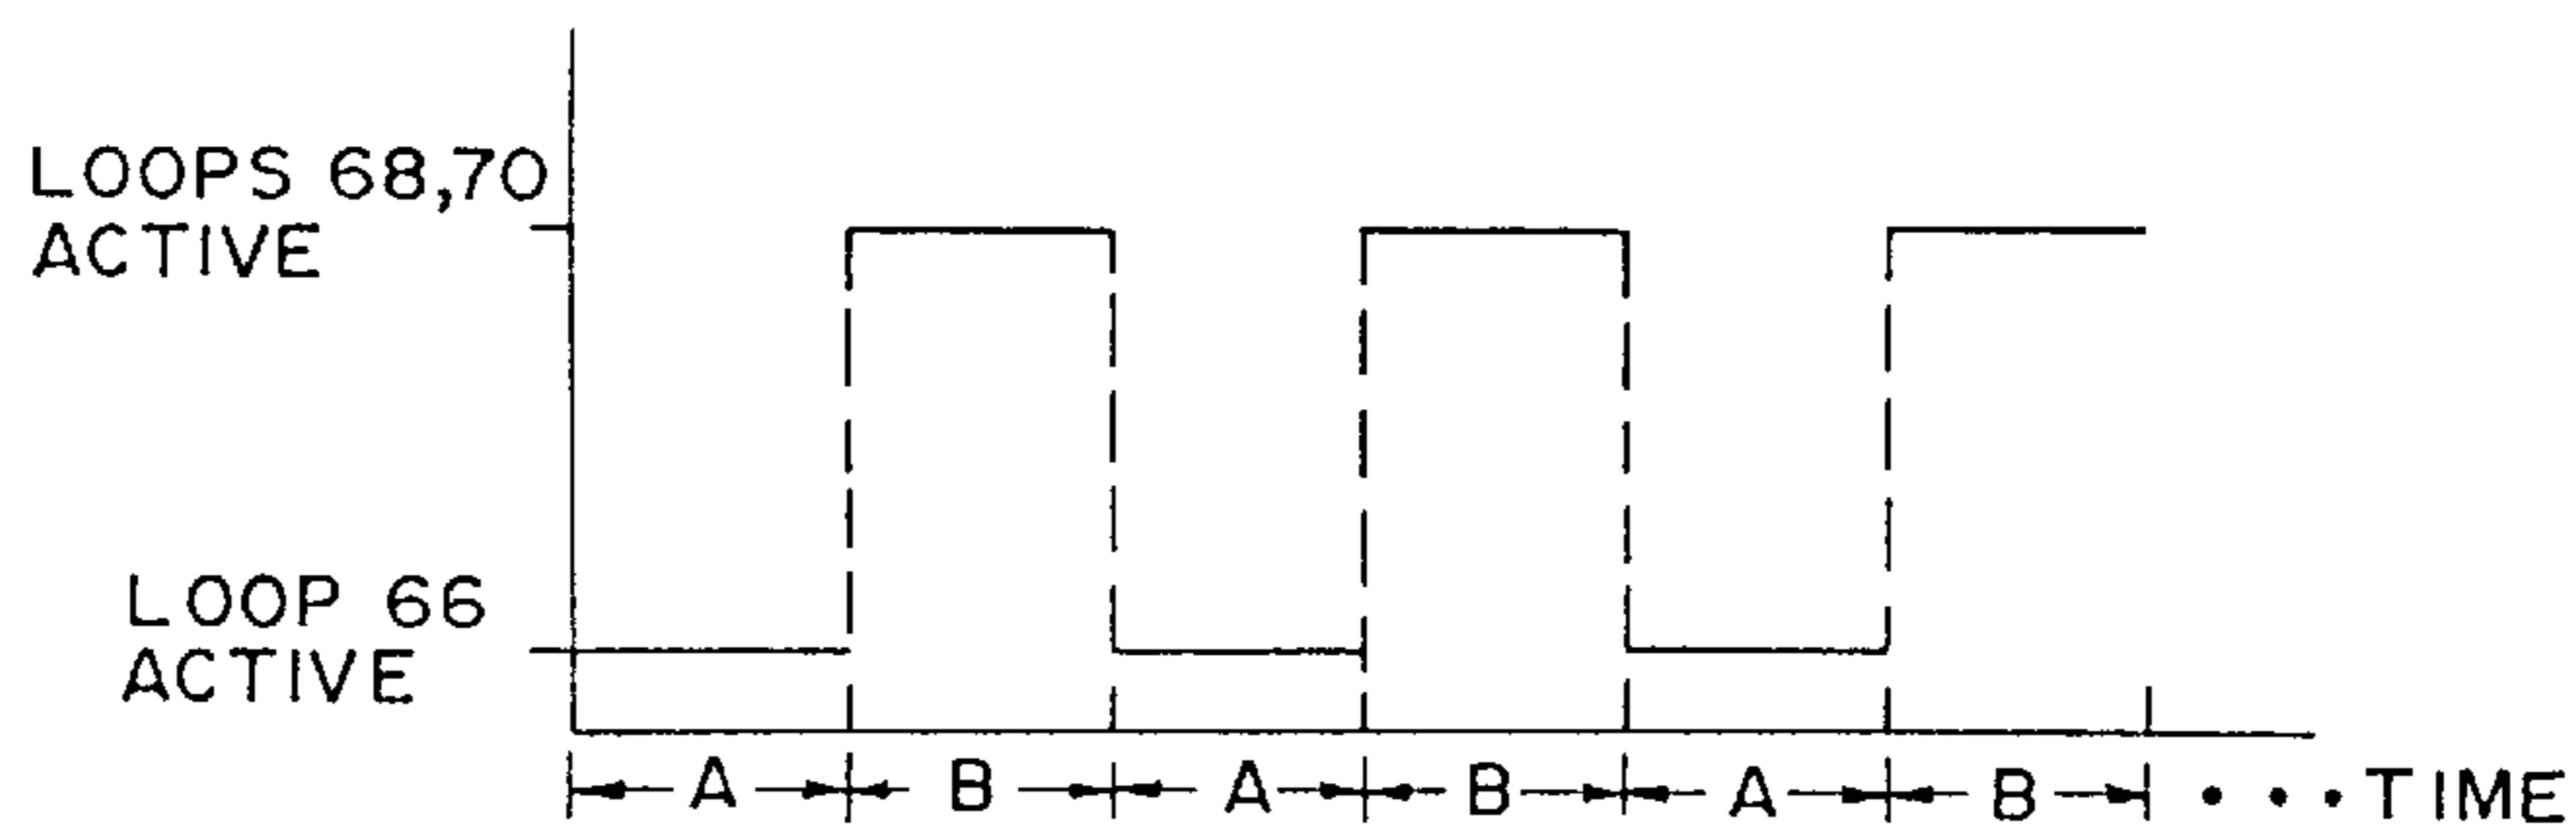 LOOPS 68,70
ACTIVE
LOOP 66
ACTIVE
A B A B A B ... TIME